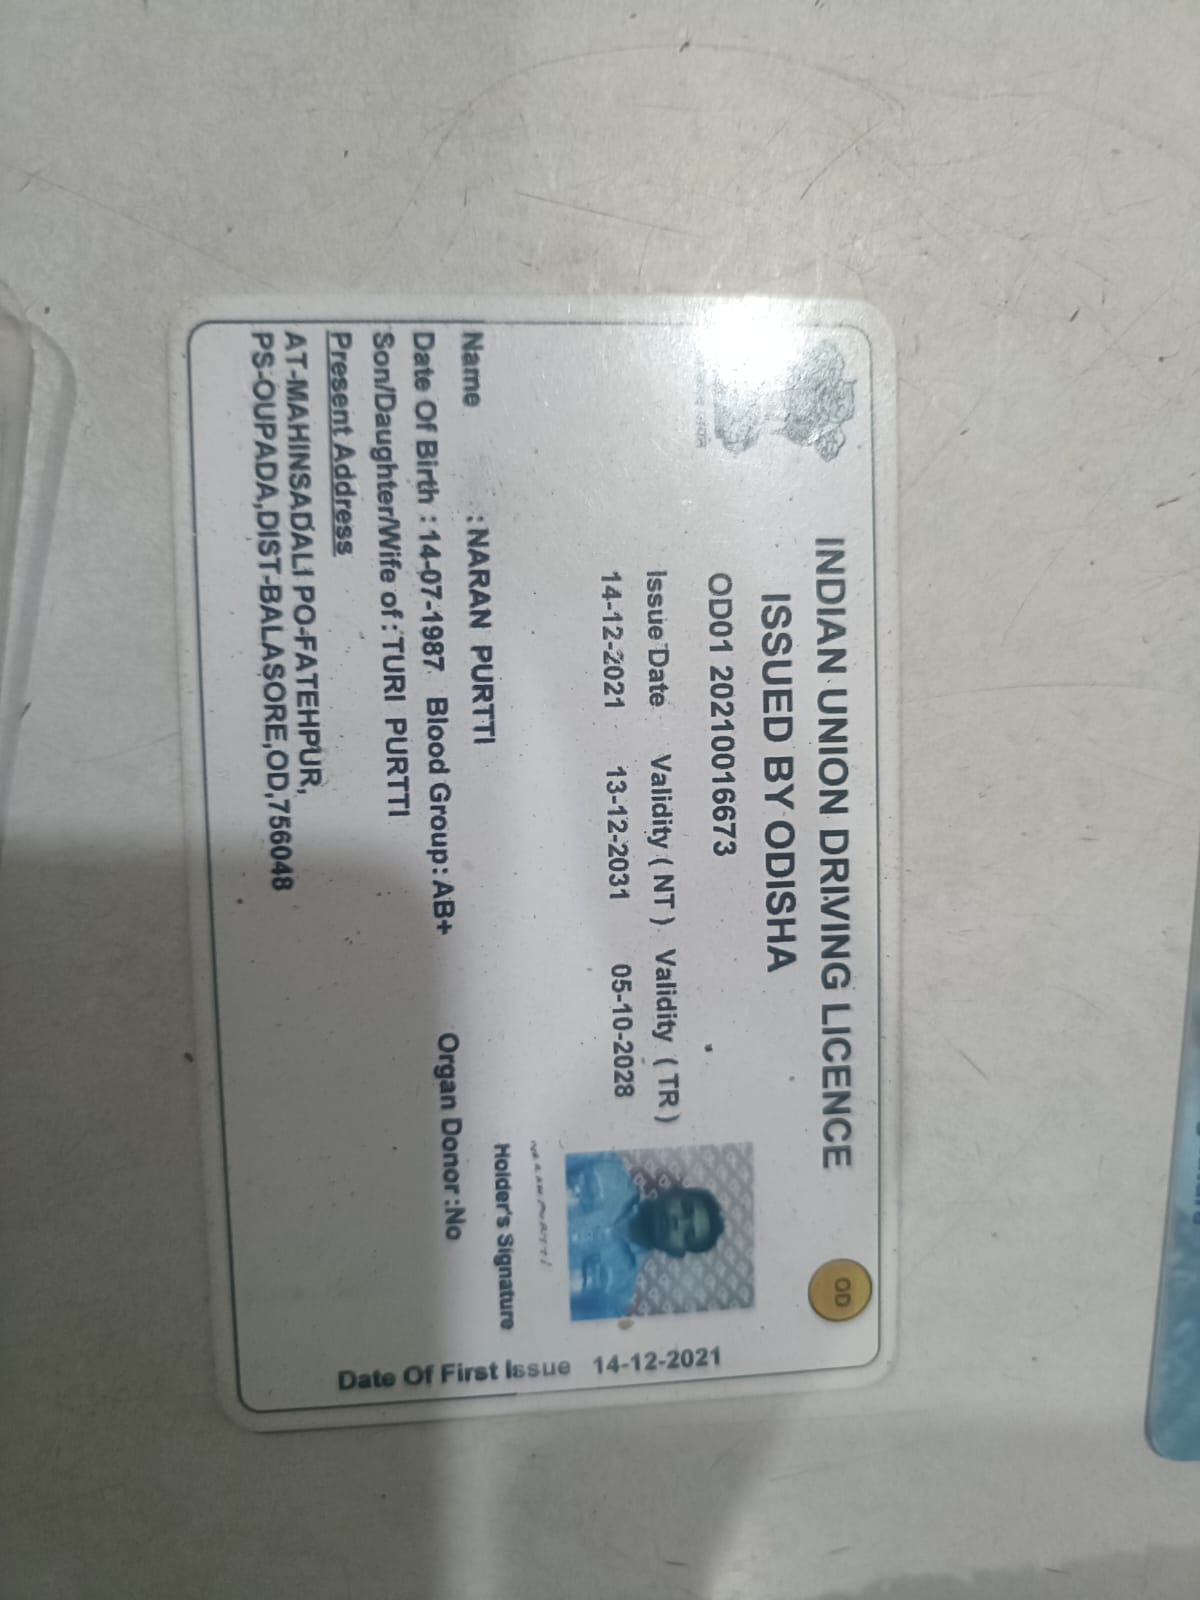 INDIAN UNION DRIVING LICENCE
ISSUED BY ODISHA
OD
OD01 20210016673
Issue Date Validity ( NT ) Validity ( TR )
14-12-2021 13-12-2031 05-10-2028
Holder's Signature
Name : NARAN PURTTI
Date Of Birth : 14-07-1987 Blood Group : AB+ Organ Donor :No
Son/Daughter/Wife of : TURI PURTTI
Present Address
AT-MAHINSADALI PO-FATEHPUR,
PS-OUPADA,DIST-BALASORE,OD,756048
Date Of First Issue 14-12-2021